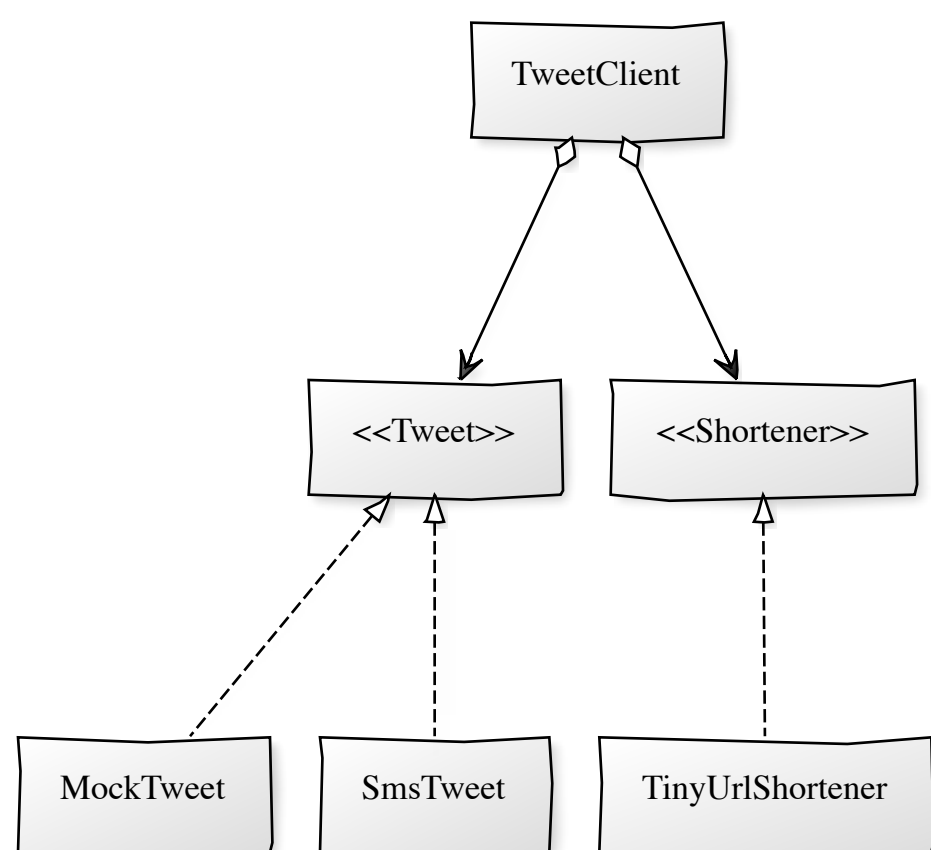 TweetClient
<<Tweet>>
<<Shortener>>
MockTweet
SmsTweet
TinyUrlShortener